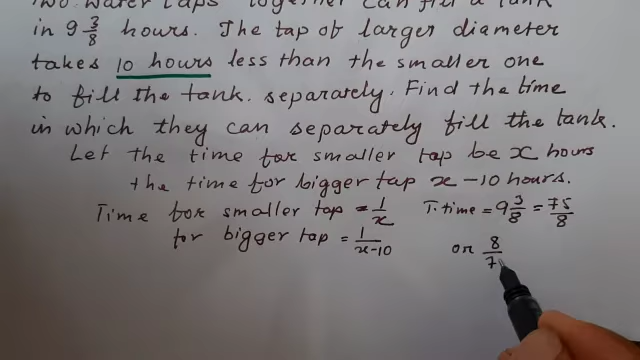 Two water taps together can fill a tank
in 9 3/8 hours. The tap of larger diameter
takes 10 hours less than the smaller one
to fill the tank separately. Find the time
in which they can separately fill the tank.
Let the time for smaller tap be x hours
the time for bigger tap x - 10 hours.
Time for smaller tap = 1/x T. time = 9 3/8 = 75/8
for bigger tap = 1/x-10 or 8/7